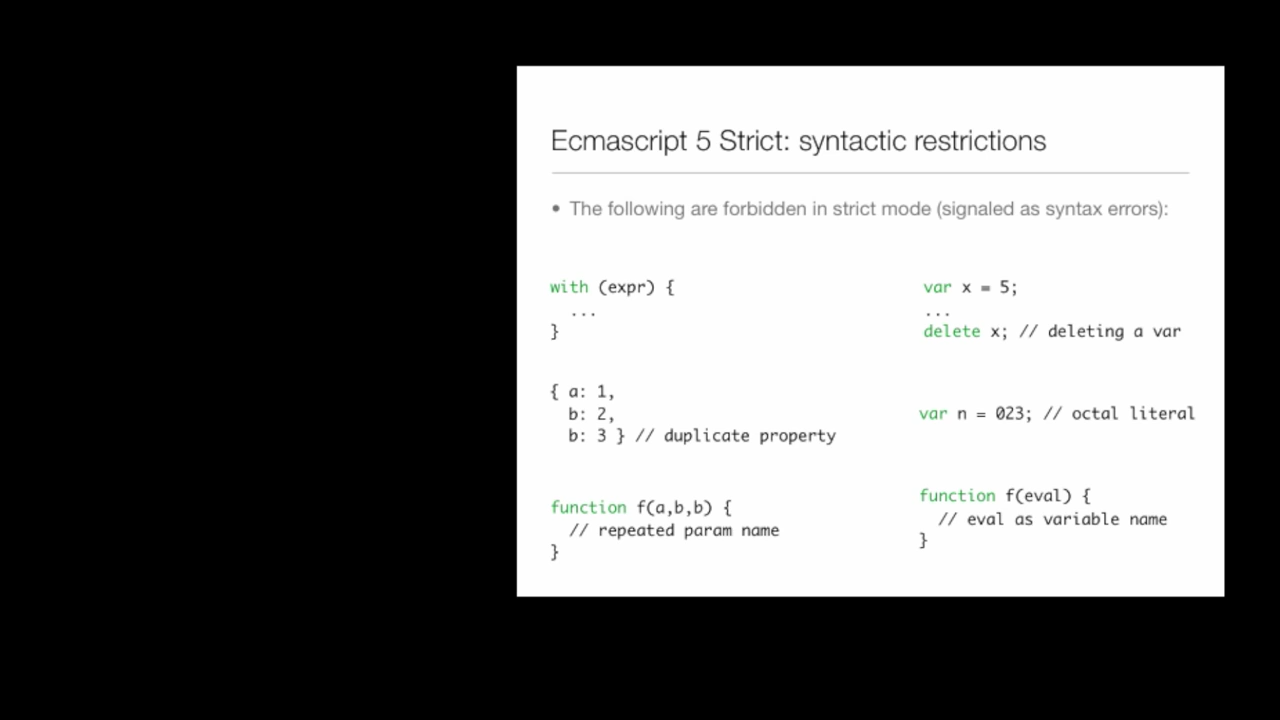 Ecmascript 5 Strict: syntactic restrictions
• The following are forbidden in strict mode (signaled as syntax errors):
with (expr) {
  ...
}
{ a: 1,
  b: 2,
  b: 3 } // duplicate property
function f(a,b,b) {
  // repeated param name
}
var x = 5;
...
delete x; // deleting a var
var n = 023; // octal literal
function f(eval) {
  // eval as variable name
}